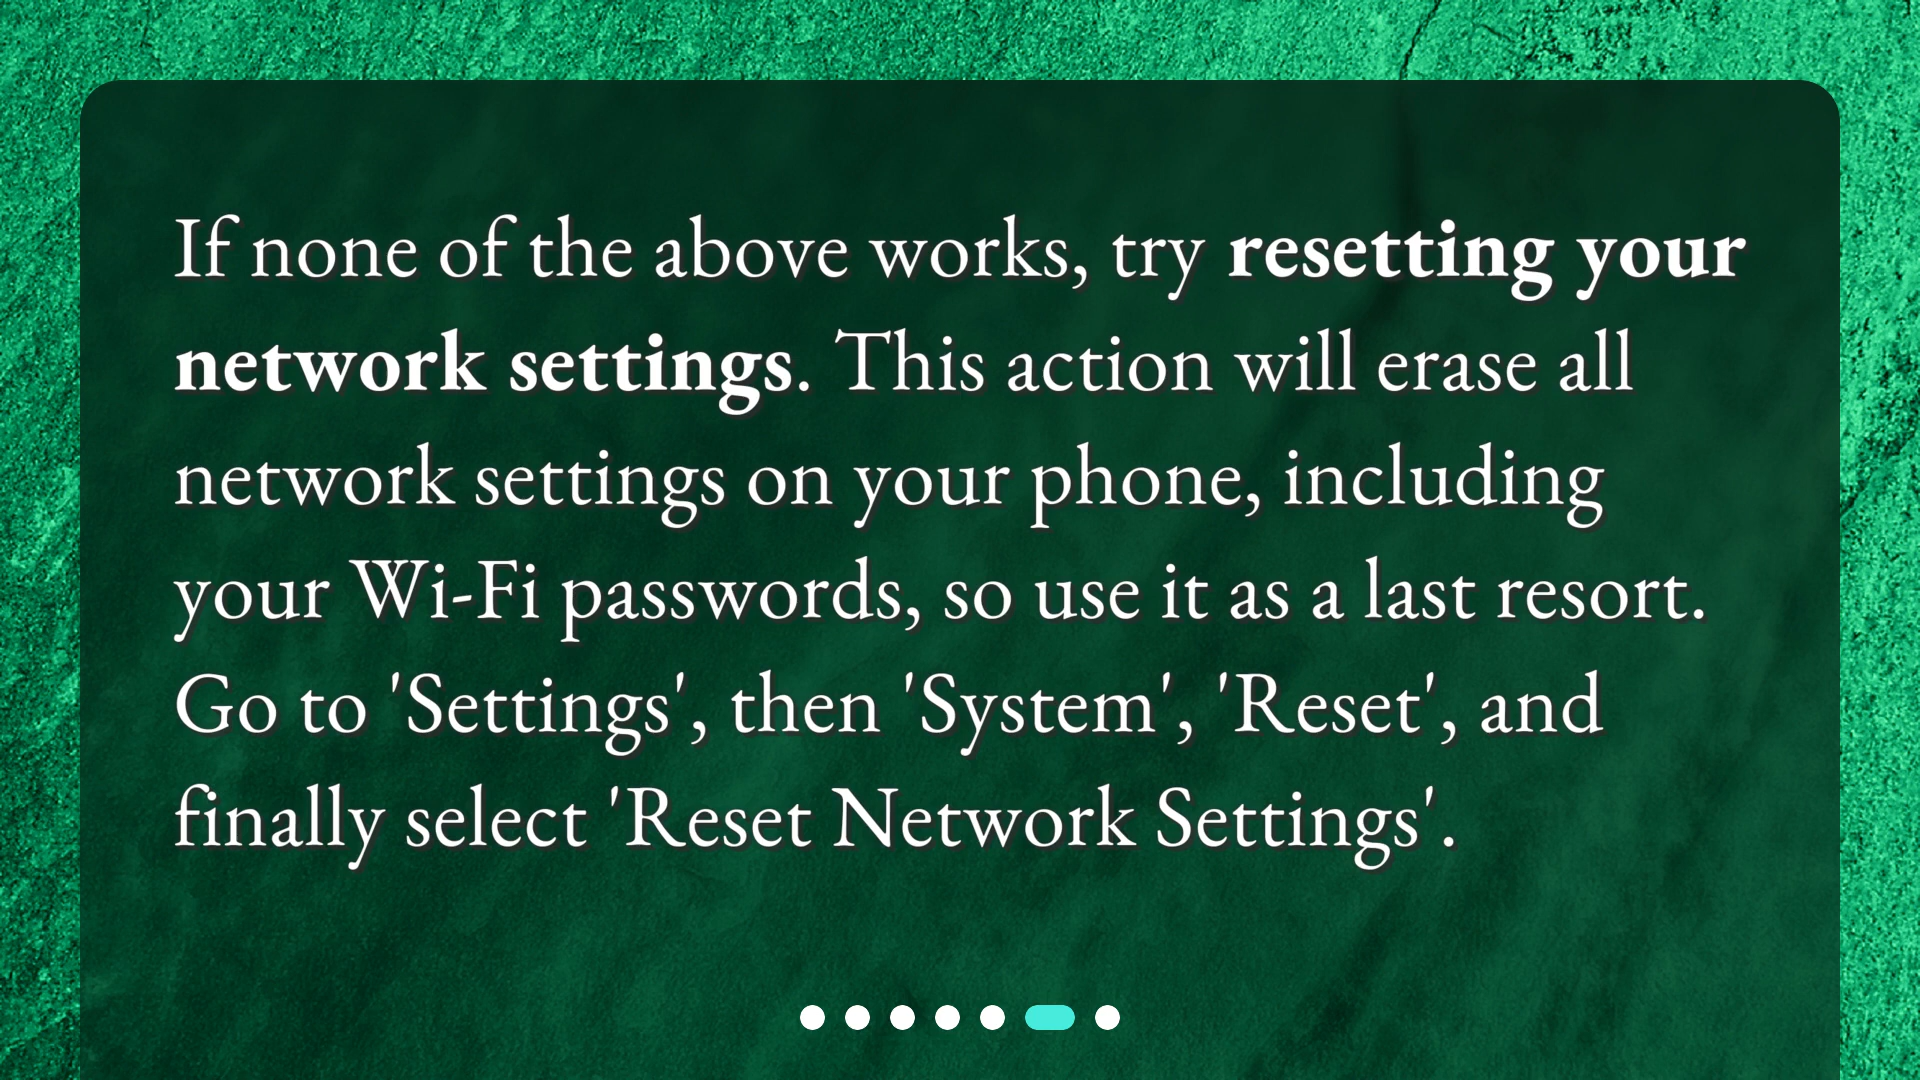 If none of the above works, try resetting your
network settings. This action will erase all
network settings on your phone, including
your Wi-Fi passwords, so use it as a last resort.
Go to 'Settings', then 'System', 'Reset', and
finally select 'Reset Network Settings'.